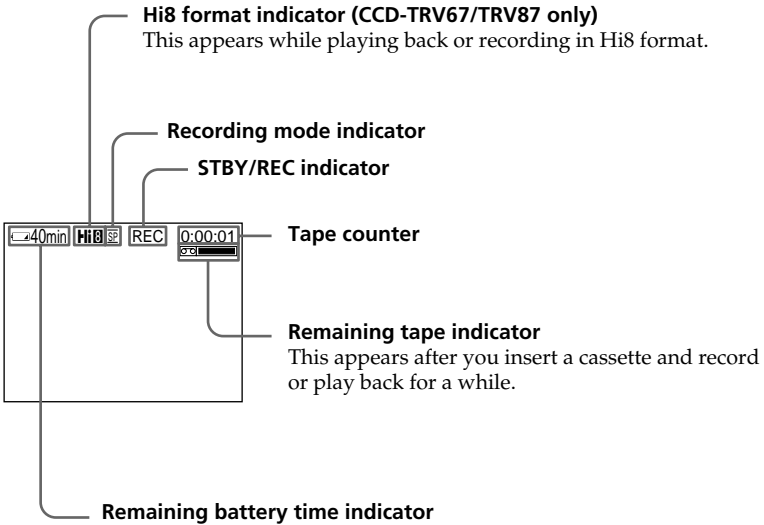 Hi8 format indicator (CCD-TRV67/TRV87 only)
This appears while playing back or recording in Hi8 format.
Recording mode indicator
STBY/REC indicator
40min Hi8 SP REC 0:00:01
Tape counter
Remaining tape indicator
This appears after you insert a cassette and record
or play back for a while.
Remaining battery time indicator